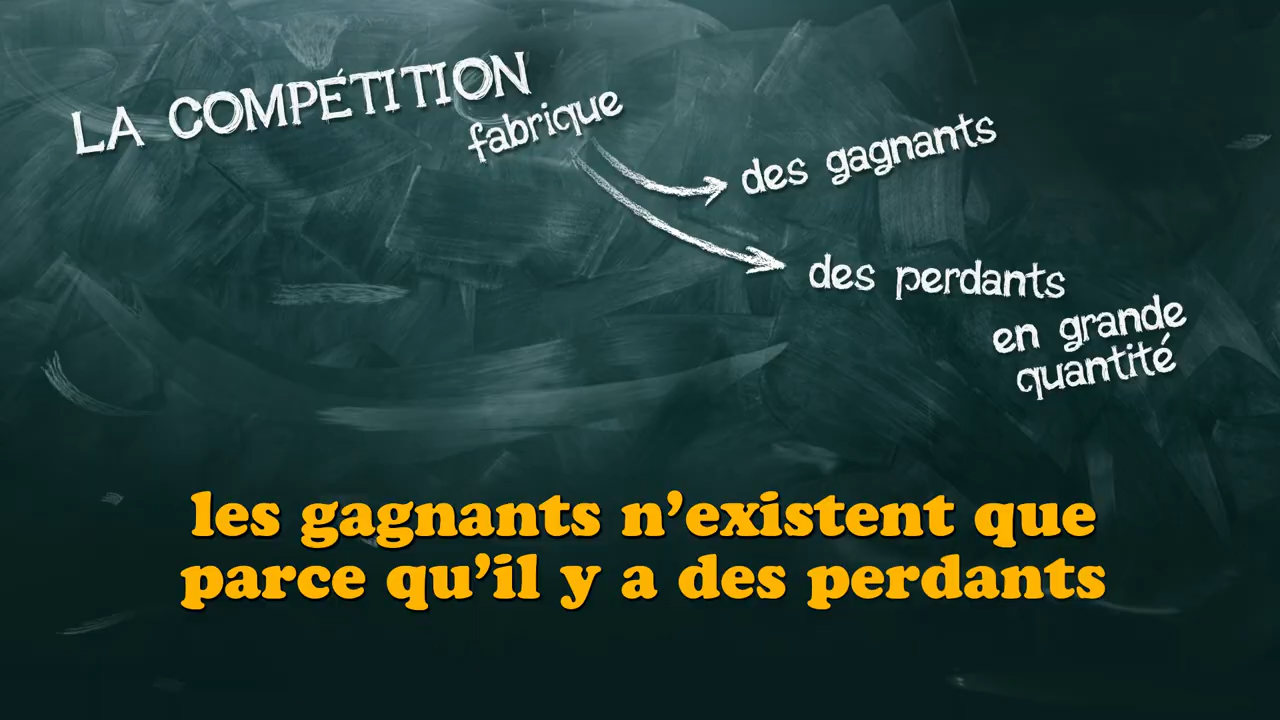 LA COMPÉTITION
fabrique
des gagnants
des perdants
en grande
quantité
les gagnants n’existent que
parce qu’il y a des perdants